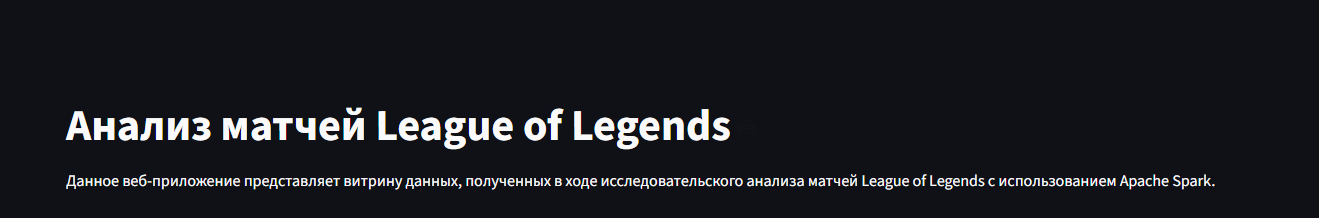 Анализ матчей League of Legends
Данное веб-приложение представляет витрину данных, полученных в ходе исследовательского анализа матчей League of Legends с использованием Apache Spark.